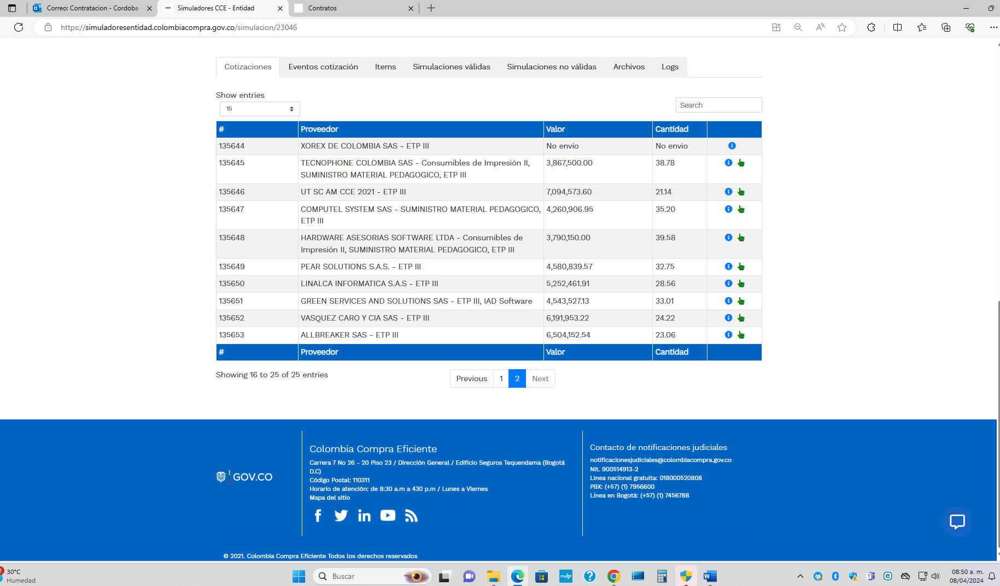 Correo: Contratacion - Cordoba
Simuladores CCE - Entidad
Contratos
https://simuladoresentidad.colombiacompra.gov.co/simulacion/23046
Cotizaciones Eventos cotización Items Simulaciones válidas Simulaciones no válidas Archivos Logs
Show entries
15
Search
# Proveedor Valor Cantidad
135644 XOREX DE COLOMBIA SAS - ETP III No envio No envio
135645 TECNOPHONE COLOMBIA SAS - Consumibles de Impresión II, 3,867,500.00 38.78
SUMINISTRO MATERIAL PEDAGOGICO, ETP III
135646 UT SC AM CCE 2021 - ETP III 7,094,573.60 21.14
135647 COMPUTEL SYSTEM SAS - SUMINISTRO MATERIAL PEDAGOGICO, 4,260,906.95 35.20
ETP III
135648 HARDWARE ASESORIAS SOFTWARE LTDA - Consumibles de 3,790,150.00 39.58
Impresión II, SUMINISTRO MATERIAL PEDAGOGICO, ETP III
135649 PEAR SOLUTIONS S.A.S. - ETP III 4,580,839.57 32.75
135650 LINALCA INFORMATICA S.A.S - ETP III 5,252,461.91 28.56
135651 GREEN SERVICES AND SOLUTIONS SAS - ETP III, IAD Software 4,543,527.13 33.01
135652 VASQUEZ CARO Y CIA SAS - ETP III 6,191,953.22 24.22
135653 ALLBREAKER SAS - ETP III 6,504,152.54 23.06
# Proveedor Valor Cantidad
Showing 16 to 25 of 25 entries
Previous 1 2 Next
GOV.CO
Colombia Compra Eficiente
Carrera 7 No 26 - 20 Piso 23 / Dirección General / Edificio Seguros Tequendama (Bogotá
D.C)
Código Postal: 110311
Horario de atención: de 8:30 a.m a 430 p.m / Lunes a Viernes
Mapa del sitio
Contacto de notificaciones judiciales
notificacionesjudiciales@colombiacompra.gov.co
Nit. 900514913-2
Linea nacional gratuita: 018000520808
PBX: (+57) (1) 7956600
Línea en Bogotá: (+57) (1) 7456788
© 2021. Colombia Compra Eficiente Todos los derechos reservados
30°C
Humedad
Buscar
myhp
08:50 a. m.
08/04/2024